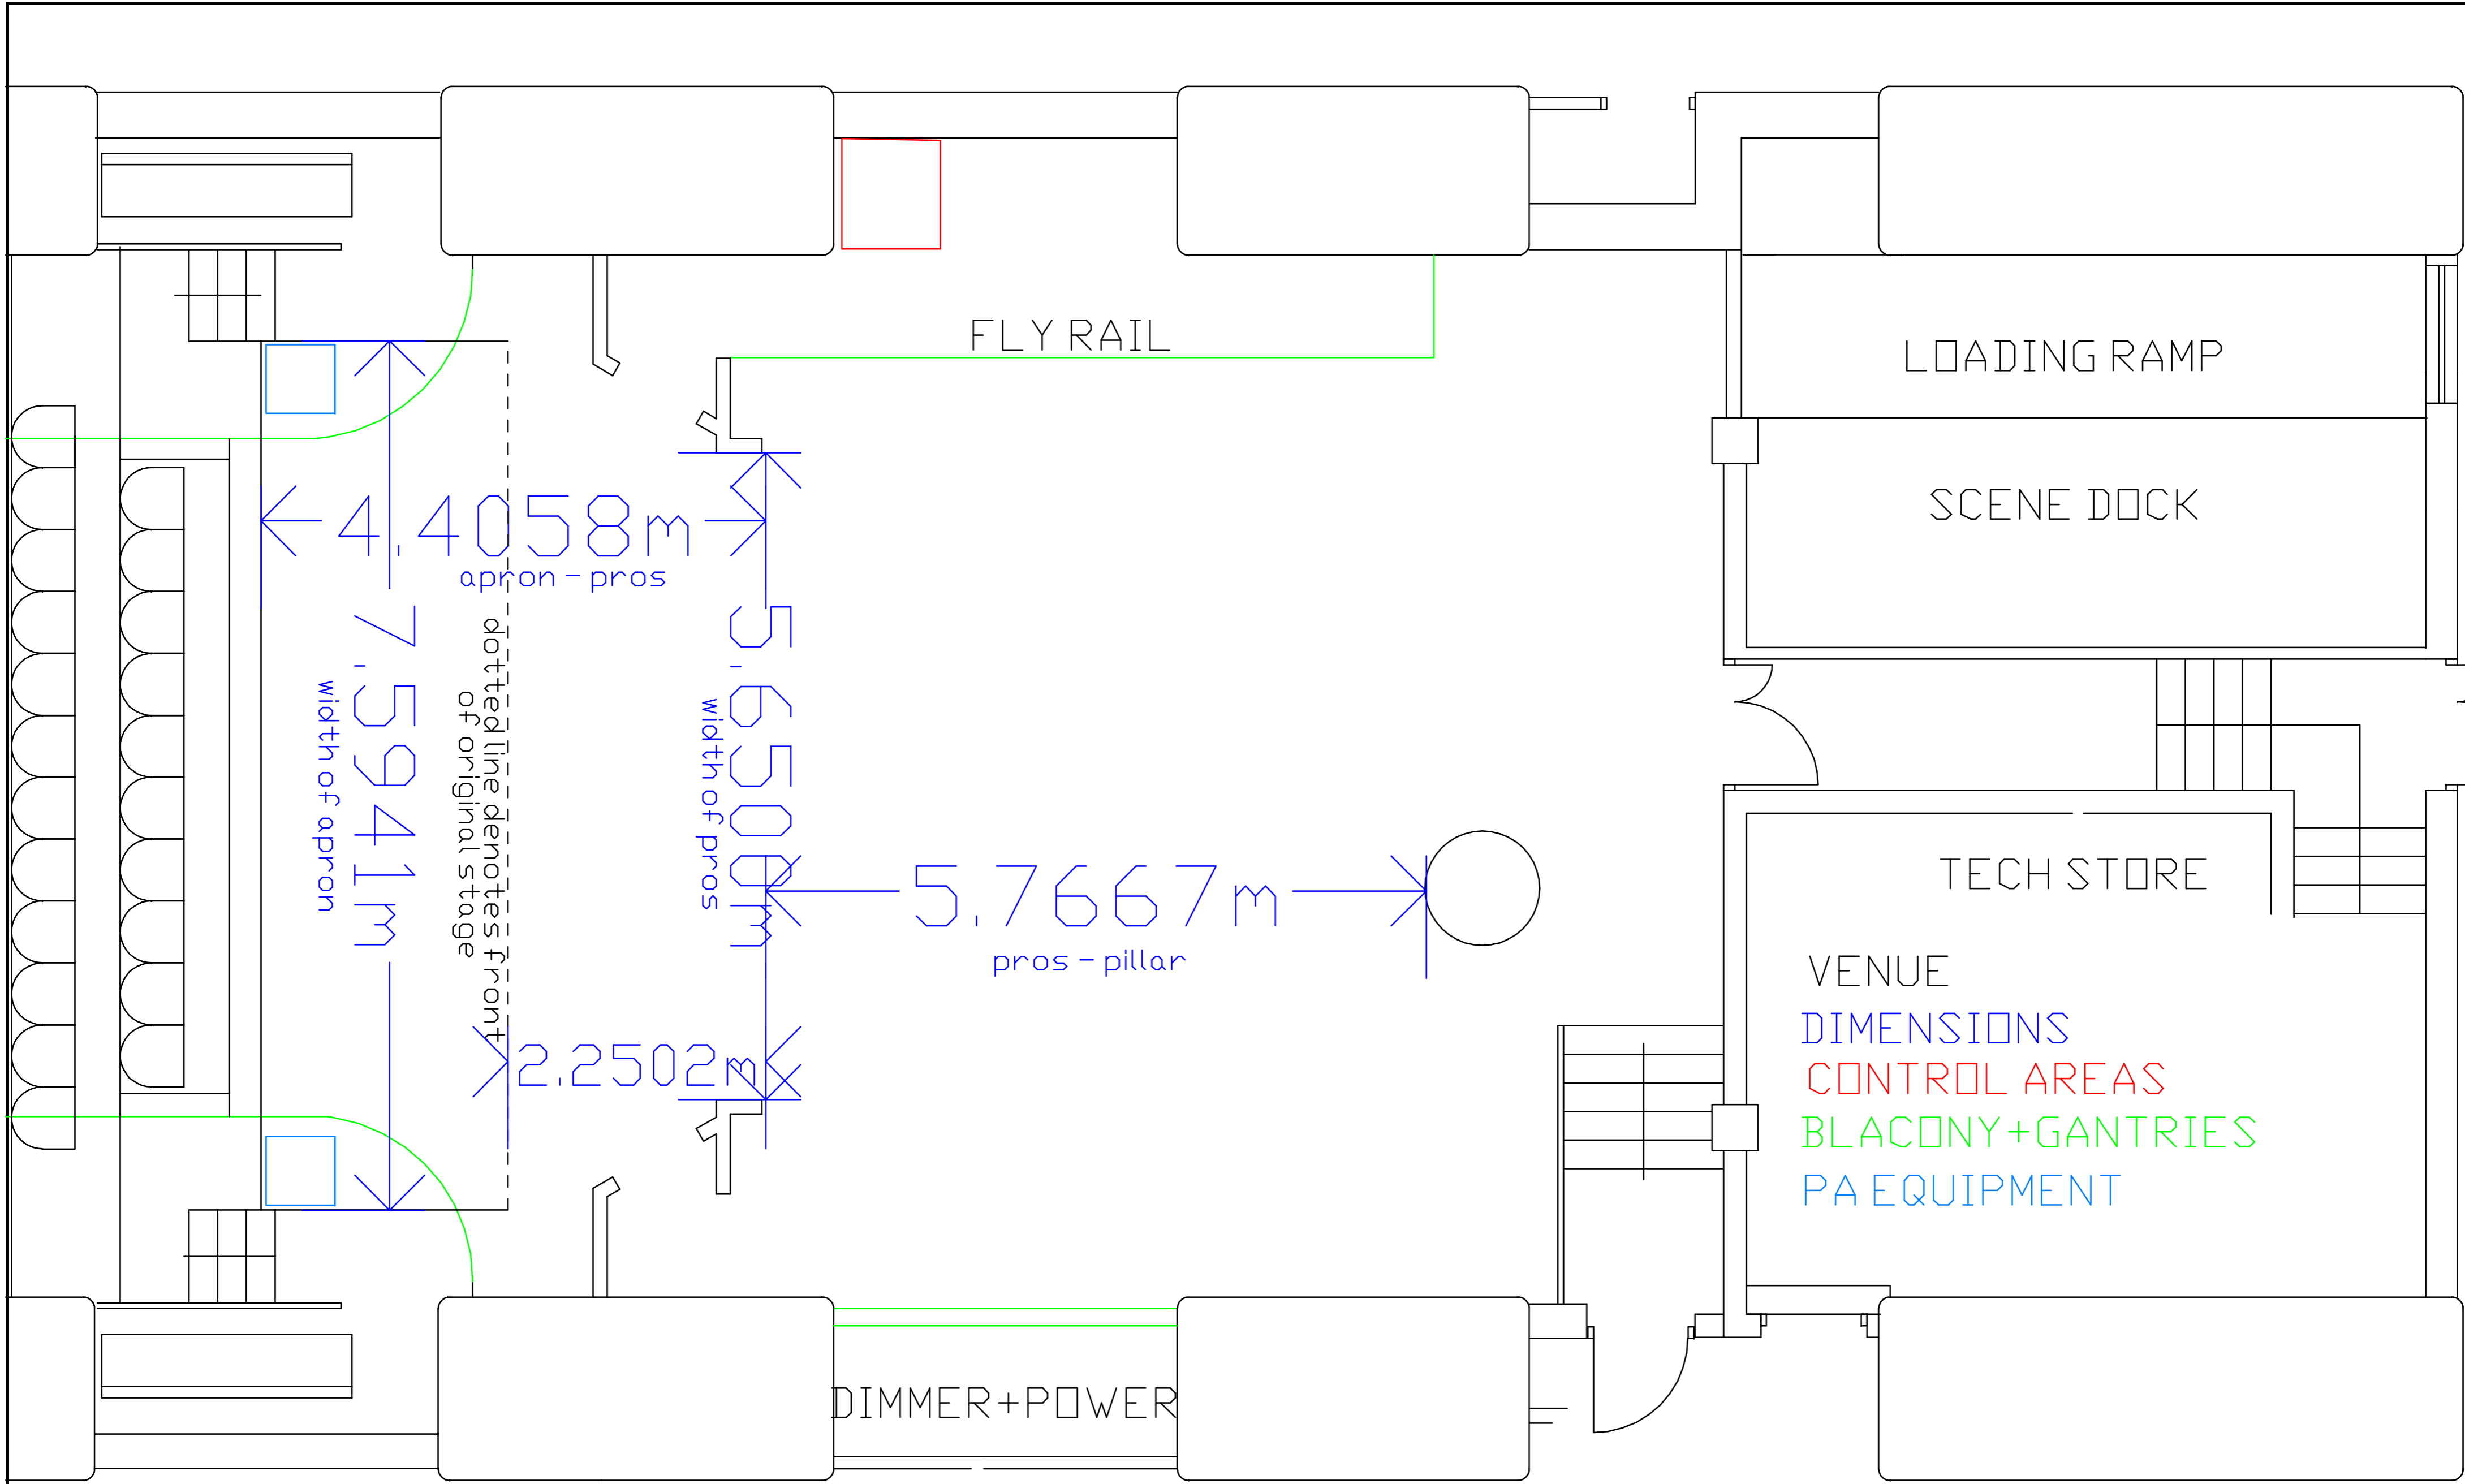 FLY RAIL
LOADING RAMP
SCENE DOCK
4.4058m
apron-pros
7.5941m
width of apron
dotted line denotes front
of original stage
5.6500m
width of pros
5.7667m
pros-pillar
2.2502m
TECH STORE
VENUE
DIMENSIONS
CONTROL AREAS
BLACONY+GANTRIES
PA EQUIPMENT
DIMMER+POWER